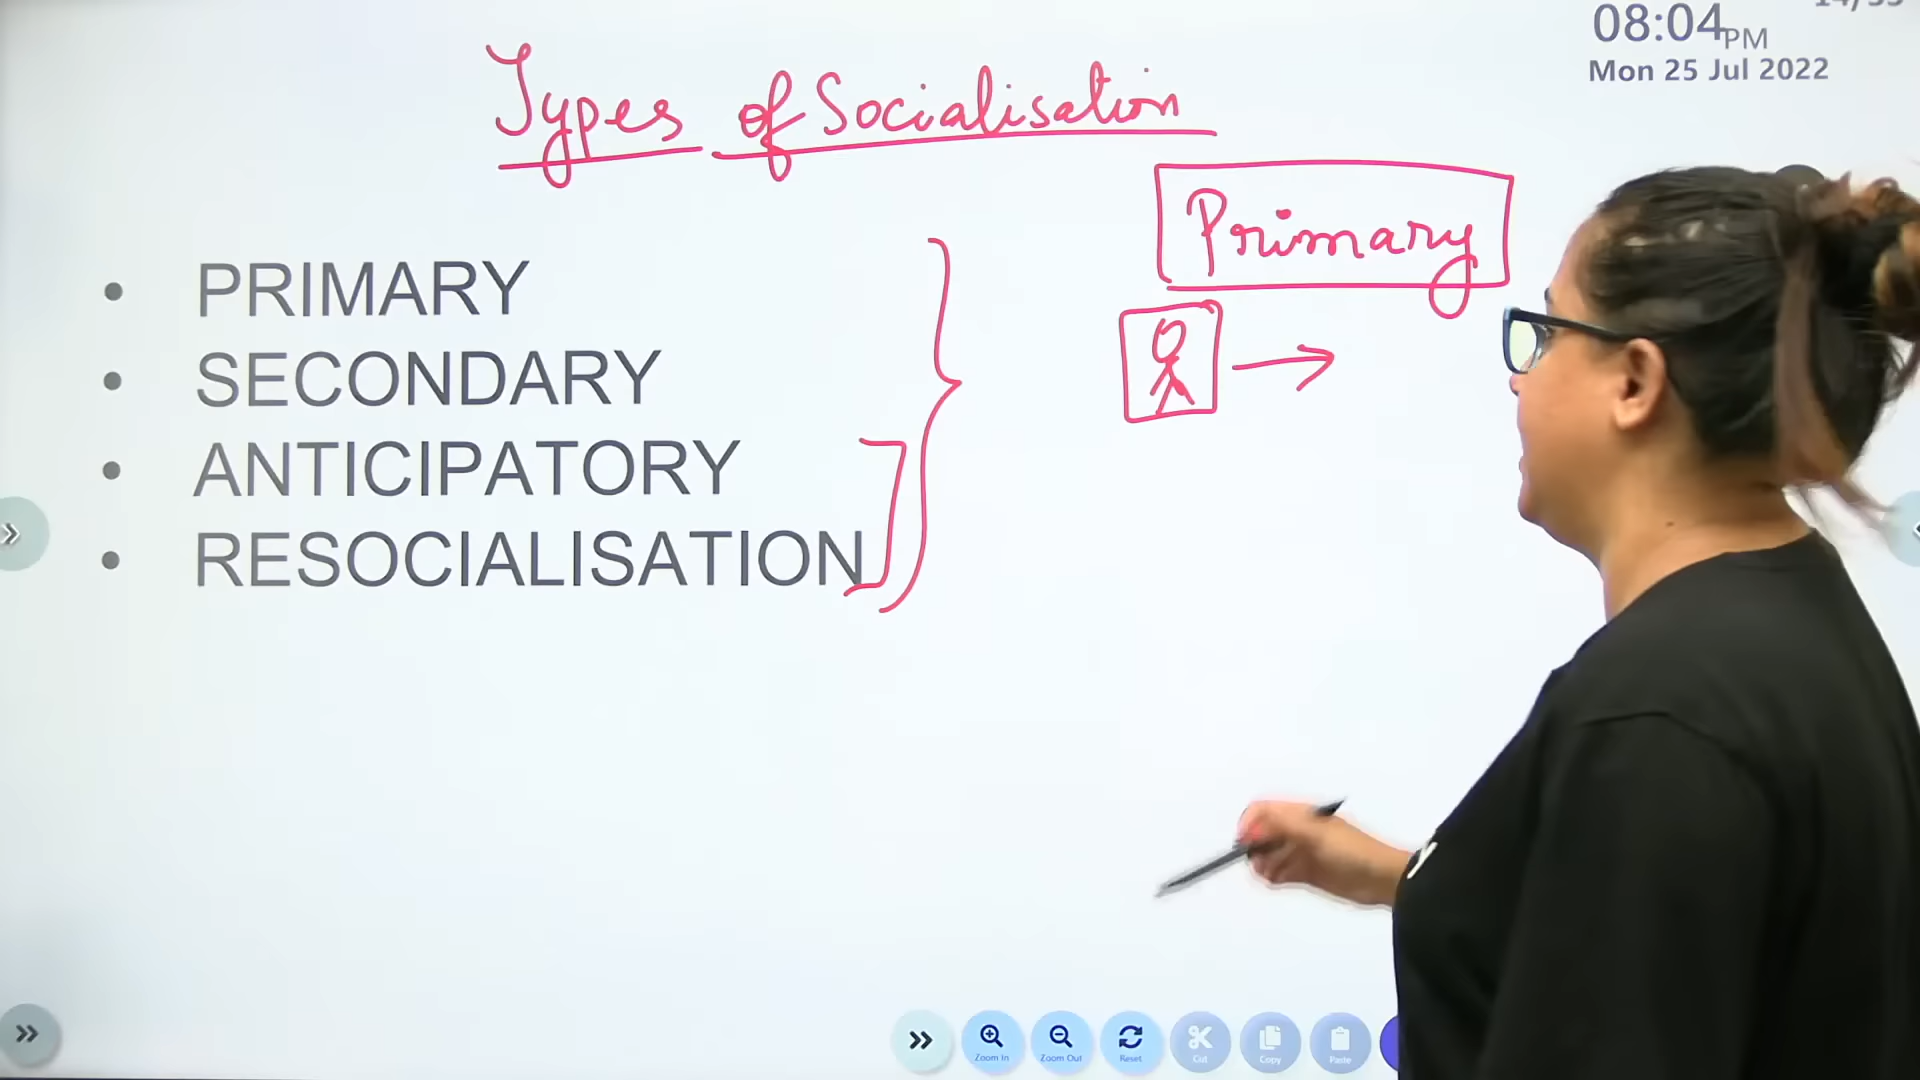 08:04PM
Mon 25 Jul 2022
Types of Socialisation
Primary
• PRIMARY
• SECONDARY
• ANTICIPATORY
• RESOCIALISATION
Zoom In Zoom Out Reset Cut Copy Paste